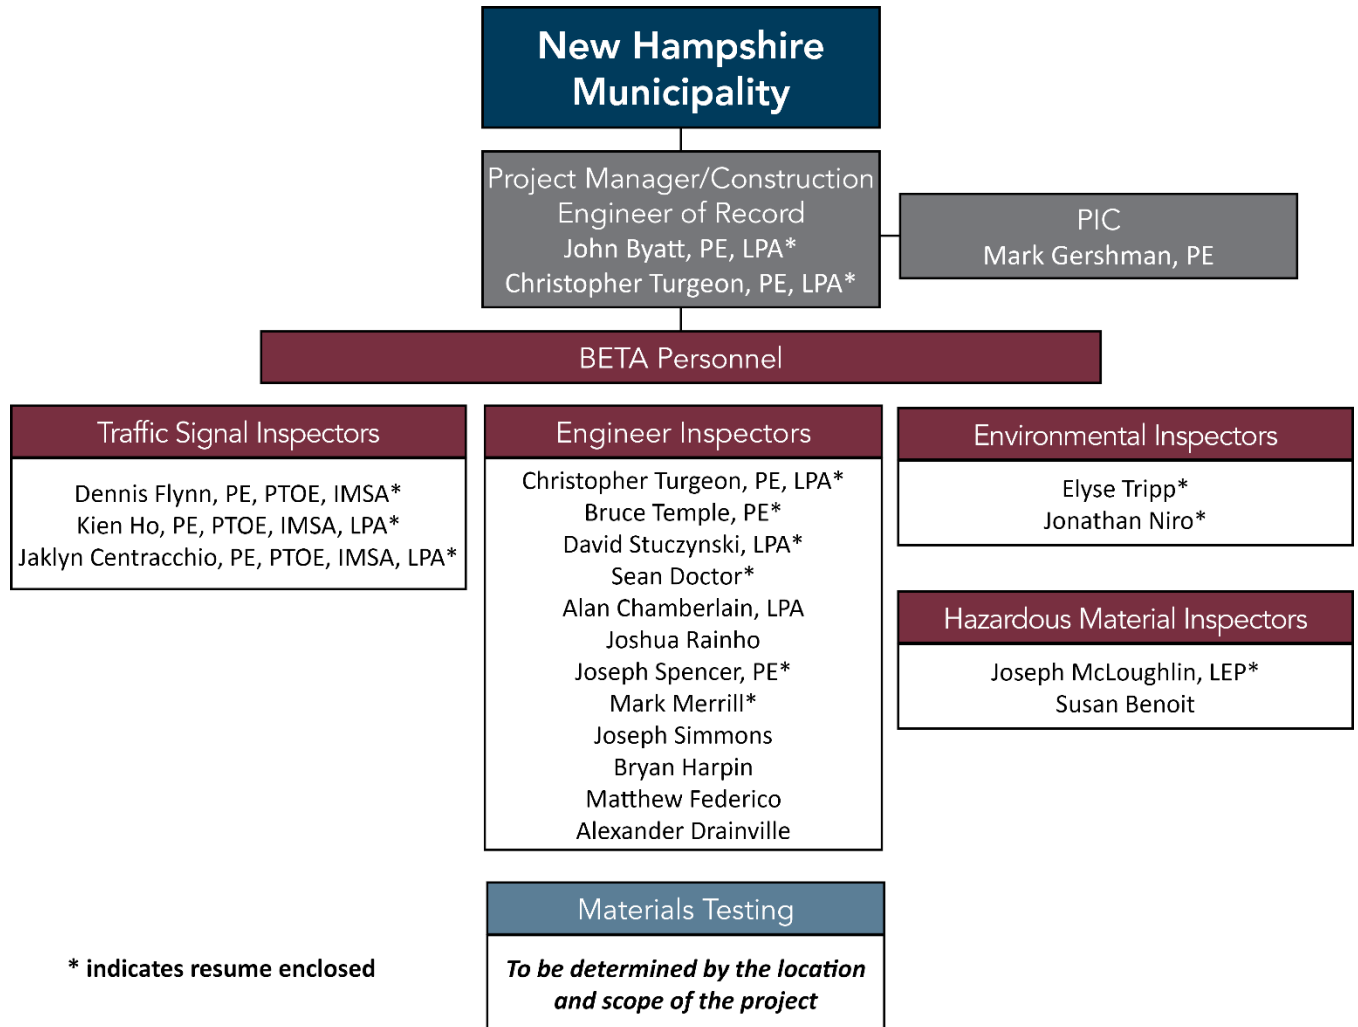 New Hampshire
Municipality
Project Manager/Construction
Engineer of Record
John Byatt, PE, LPA*
Christopher Turgeon, PE, LPA*
PIC
Mark Gershman, PE
BETA Personnel
Traffic Signal Inspectors
Dennis Flynn, PE, PTOE, IMSA*
Kien Ho, PE, PTOE, IMSA, LPA*
Jaklyn Centracchio, PE, PTOE, IMSA, LPA*
Engineer Inspectors
Christopher Turgeon, PE, LPA*
Bruce Temple, PE*
David Stuczynski, LPA*
Sean Doctor*
Alan Chamberlain, LPA
Joshua Rainho
Joseph Spencer, PE*
Mark Merrill*
Joseph Simmons
Bryan Harpin
Matthew Federico
Alexander Drainville
Environmental Inspectors
Elyse Tripp*
Jonathan Niro*
Hazardous Material Inspectors
Joseph McLoughlin, LEP*
Susan Benoit
Materials Testing
To be determined by the location
and scope of the project
* indicates resume enclosed